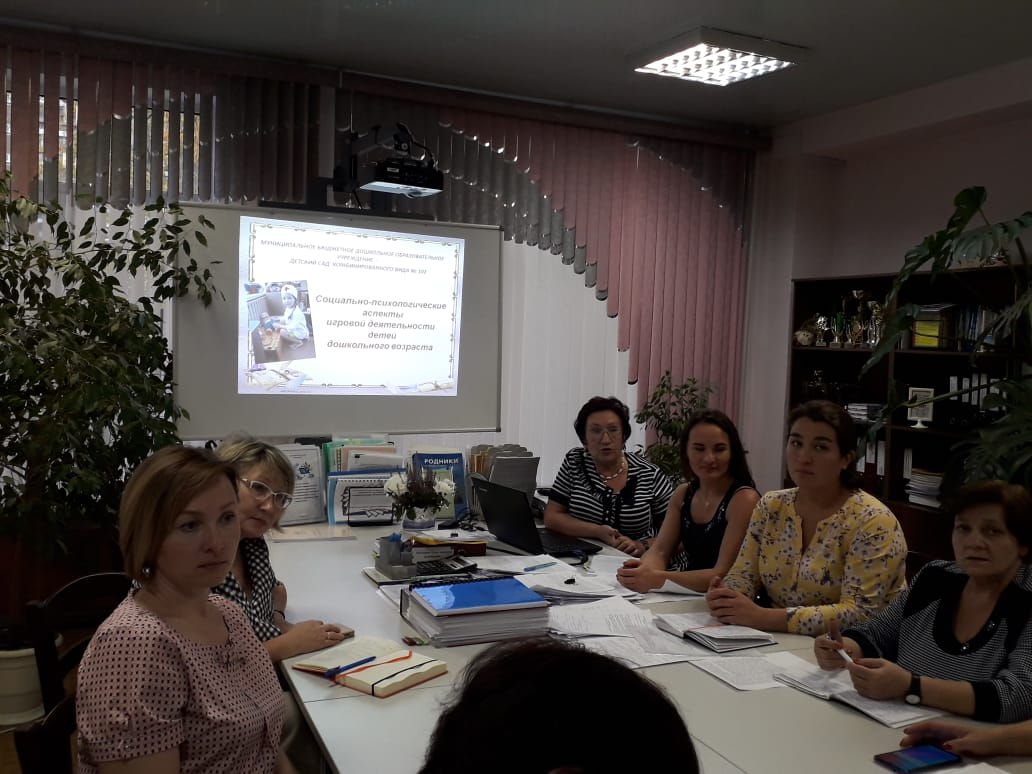 МУНИЦИПАЛЬНОЕ БЮДЖЕТНОЕ ДОШКОЛЬНОЕ ОБРАЗОВАТЕЛЬНОЕ
УЧРЕЖДЕНИЕ
ДЕТСКИЙ САД КОМБИНИРОВАННОГО ВИДА №
Социально-психологические
аспекты
игровой деятельности
детей
дошкольного возраста
РОДНИКИ